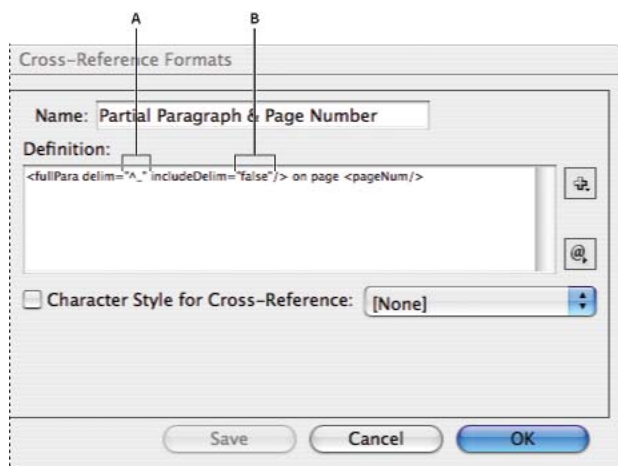 A B
Cross-Reference Formats
Name: Partial Paragraph & Page Number
Definition:
<fullPara delim="^_" includeDelim="false"/> on page <pageNum/>
@
Character Style for Cross-Reference: [None]
Save Cancel OK